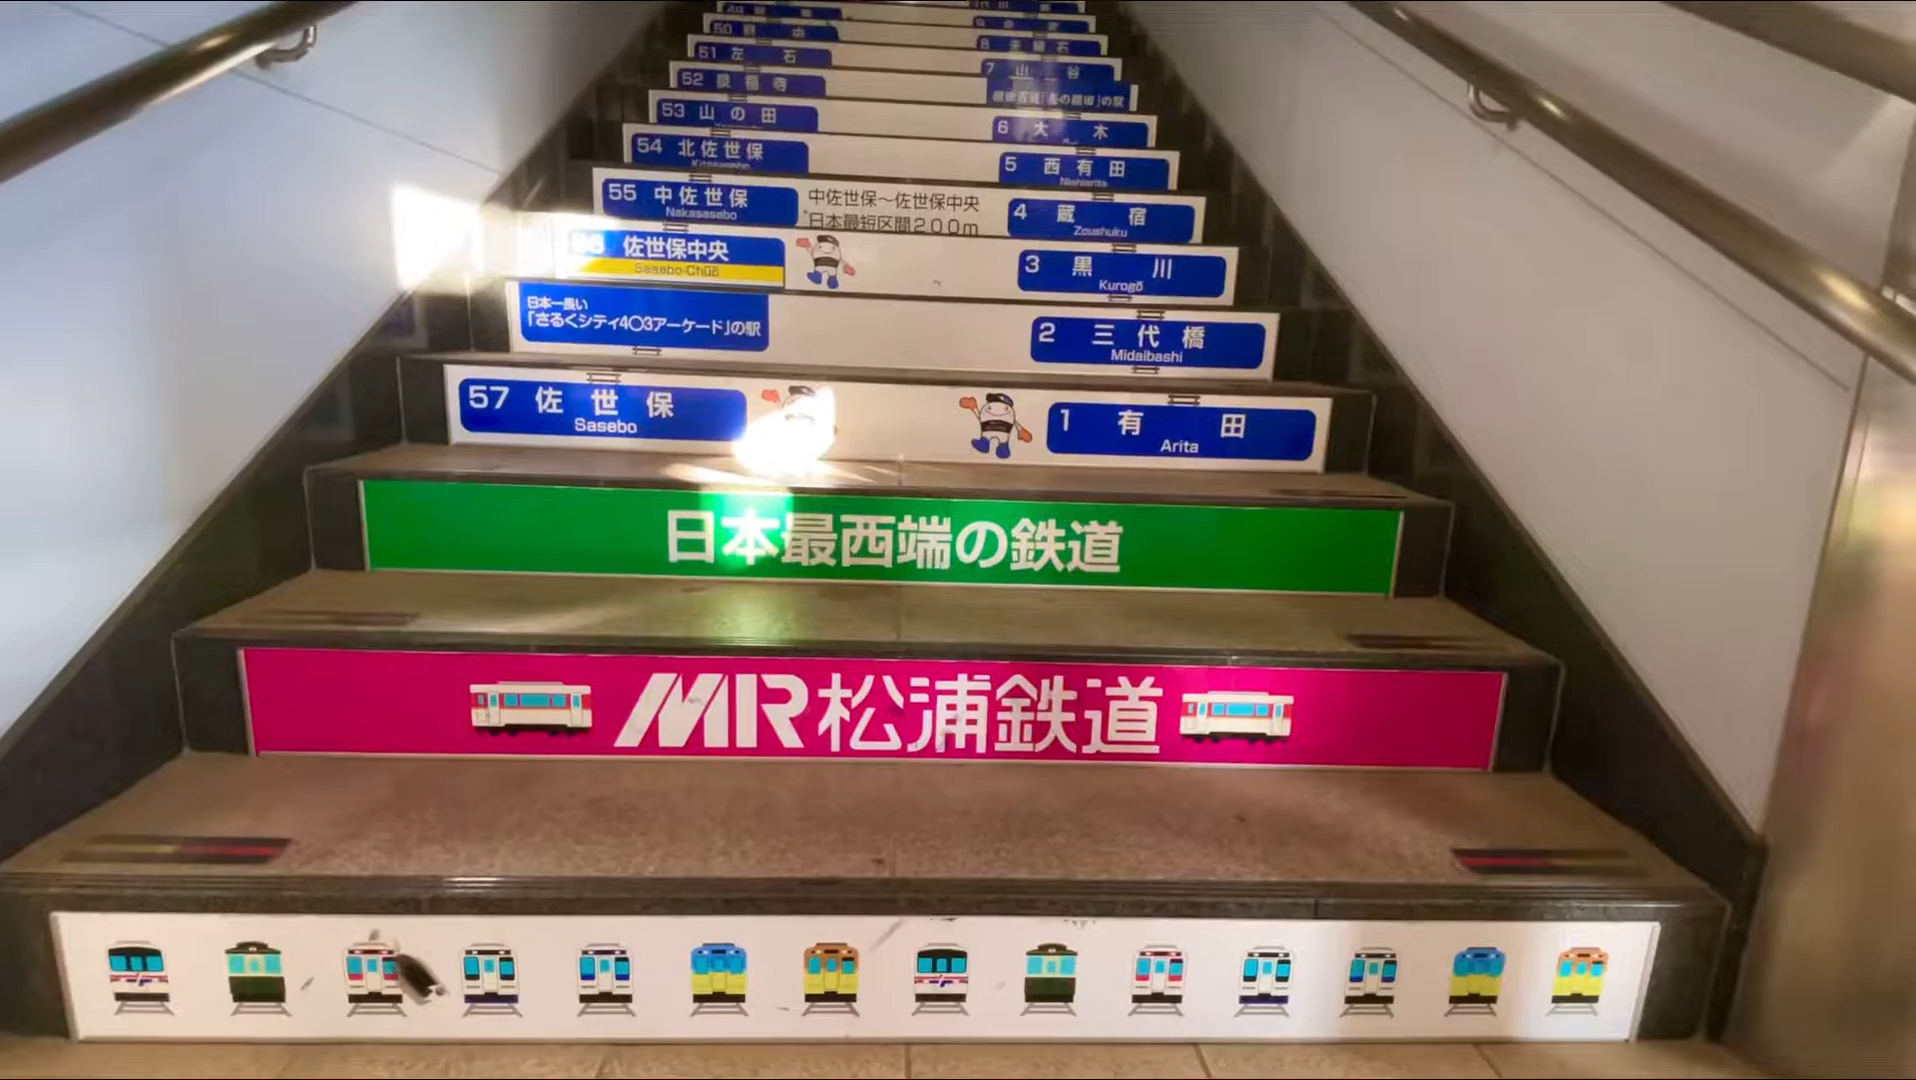 51 左 石
7 山 谷
52 泉福寺
53 山の田
6 大 木
54 北佐世保
Kitasasebo
5 西有田
Nishiarita
55 中佐世保
Nakasasebo
中佐世保～佐世保中央
日本最短区間200m
4 蔵 宿
Zoushuku
佐世保中央
Sasebo-Chūō
3 黒 川
Kurogō
日本一長い
「さるくシティ4〇3アーケード」の駅
2 三代橋
Midaibashi
57 佐世保
Sasebo
1 有 田
Arita
日本最西端の鉄道
MR松浦鉄道